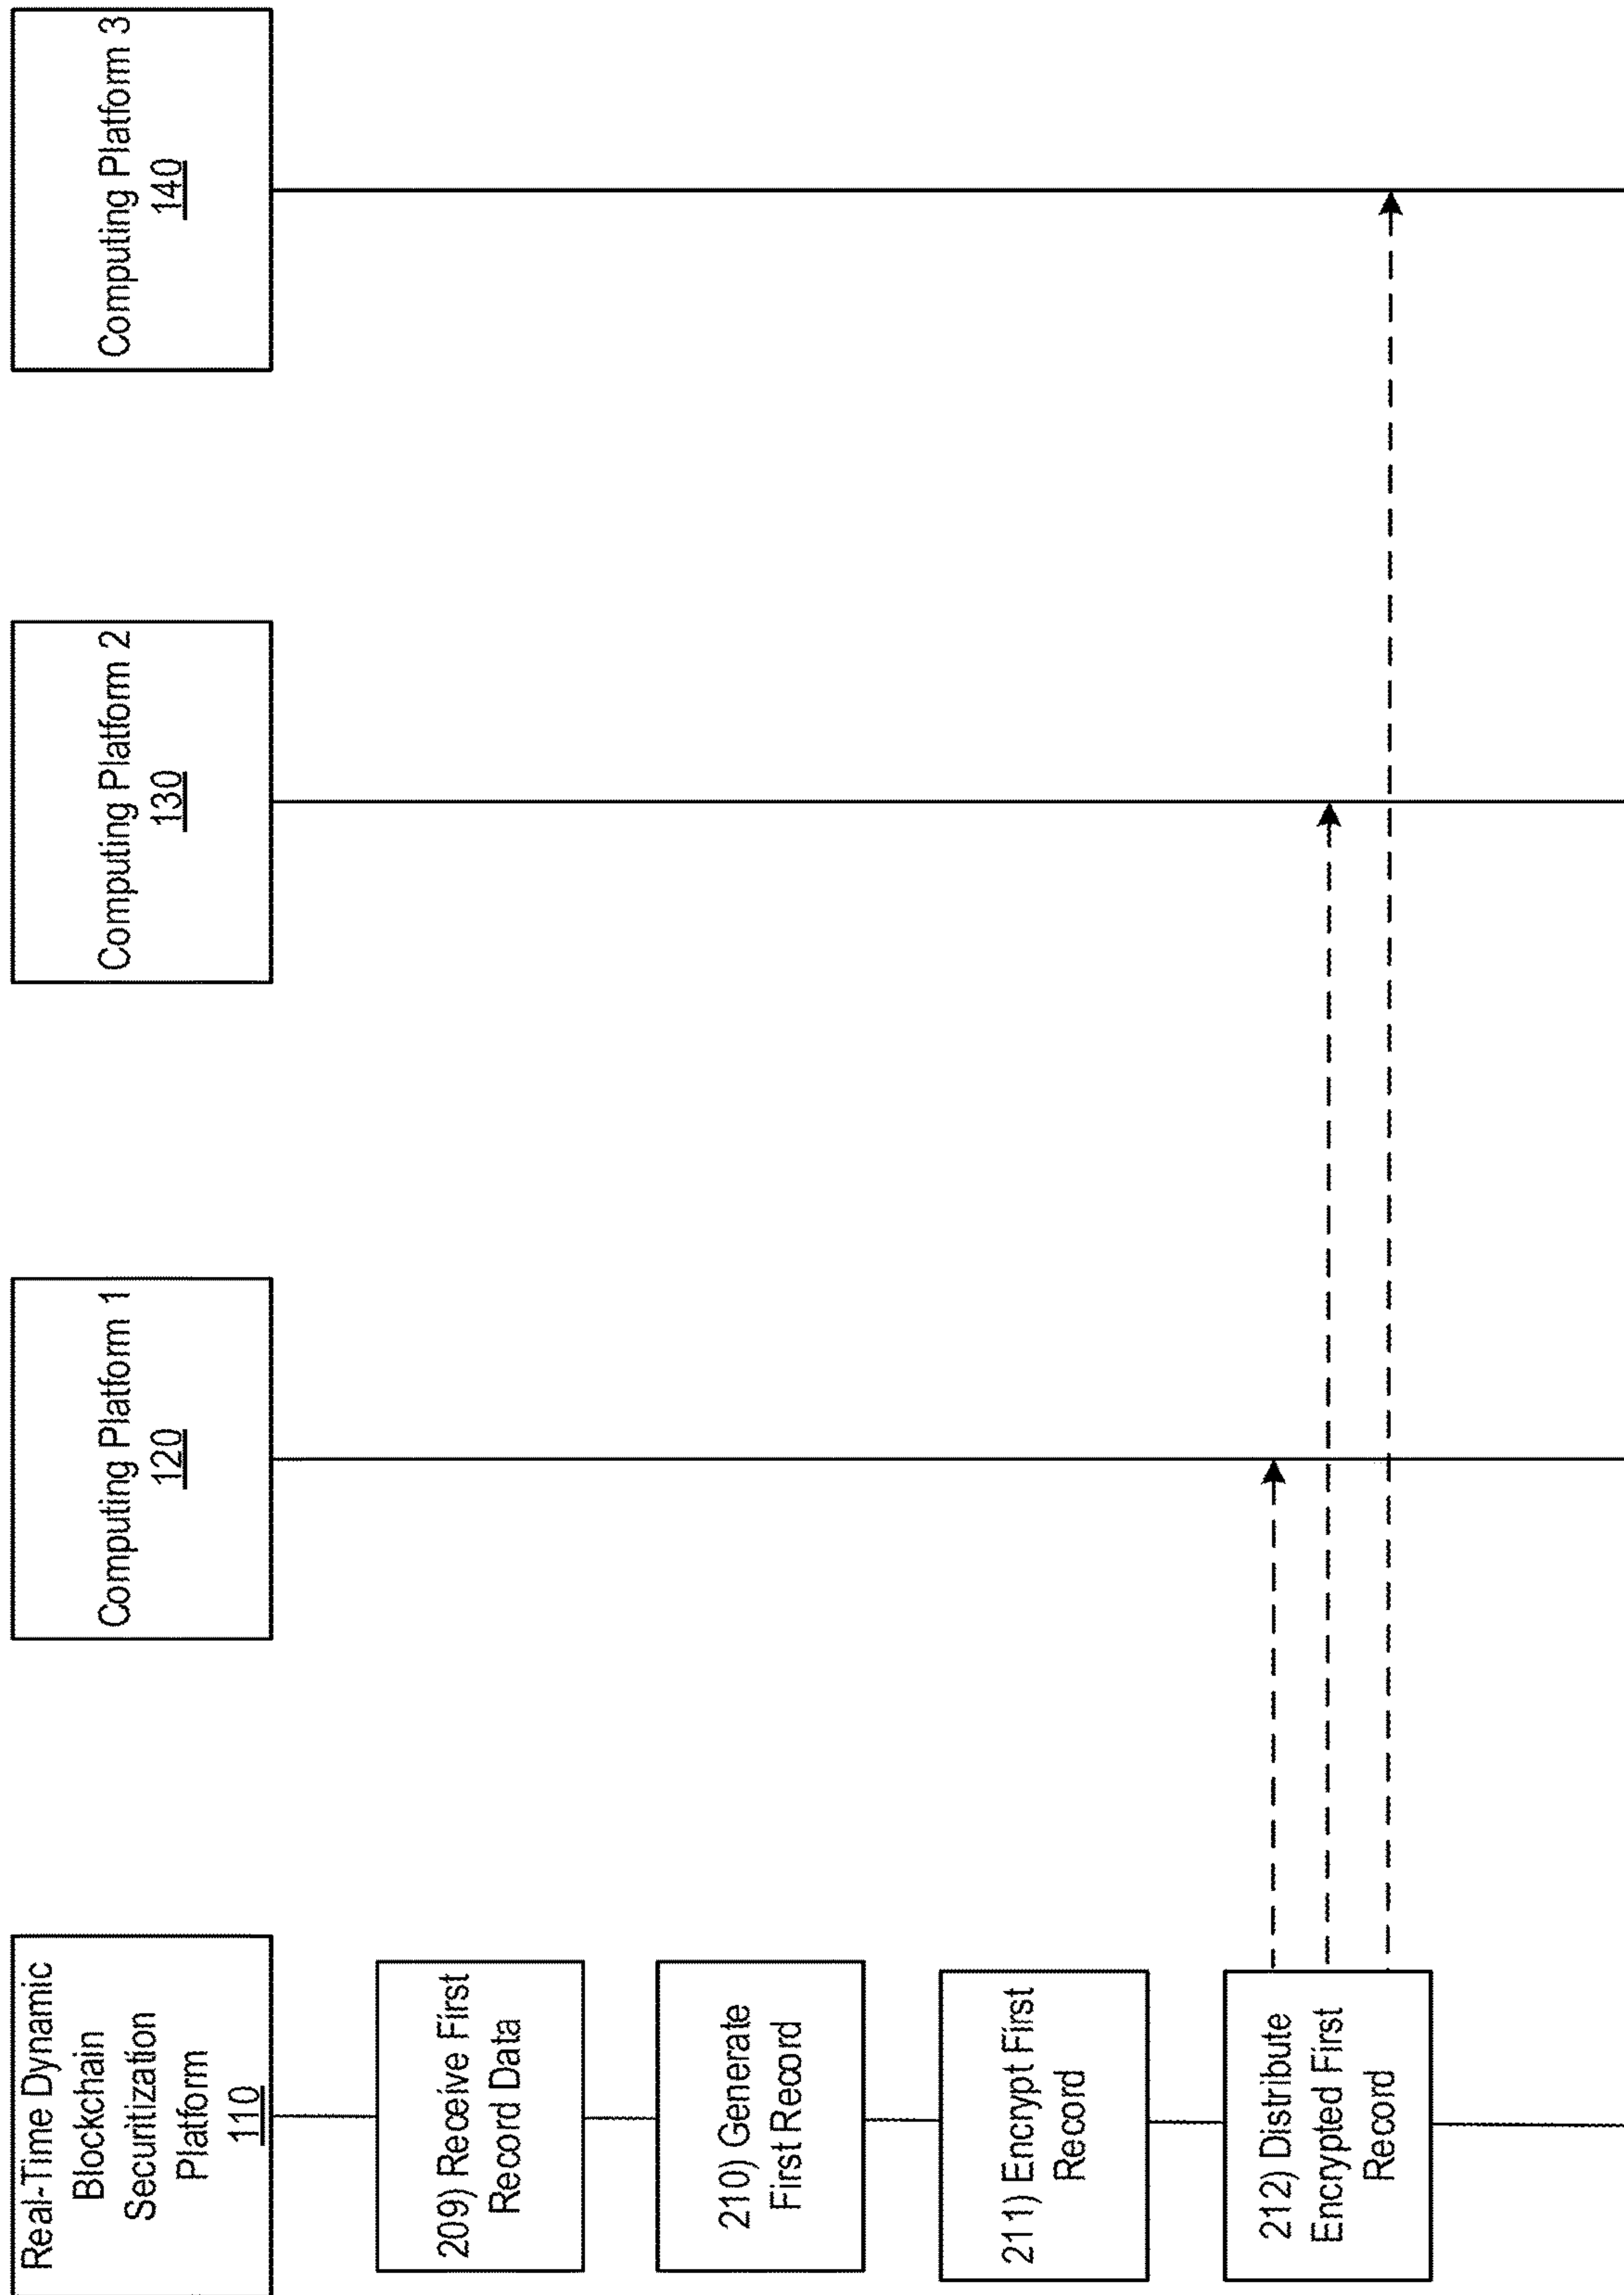 Real-Time Dynamic
Blockchain
Securitization
Platform
110
Computing Platform 1
120
Computing Platform 2
130
Computing Platform 3
140
209) Receive First
Record Data
210) Generate
First Record
211) Encrypt First
Record
212) Distribute
Encrypted First
Record